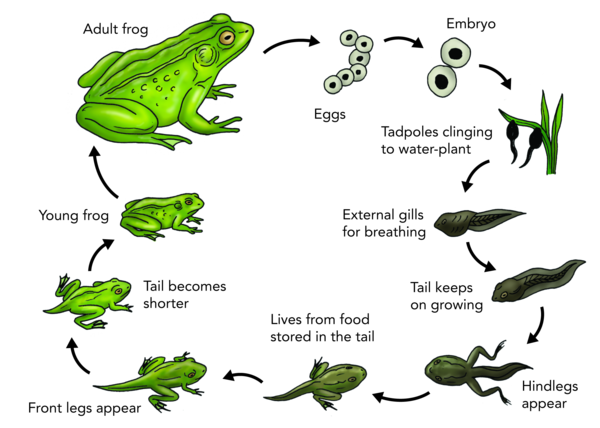 Adult frog
Eggs
Embryo
Tadpoles clinging
to water-plant
External gills
for breathing
Tail keeps
on growing
Hindlegs
appear
Lives from food
stored in the tail
Front legs appear
Tail becomes
shorter
Young frog